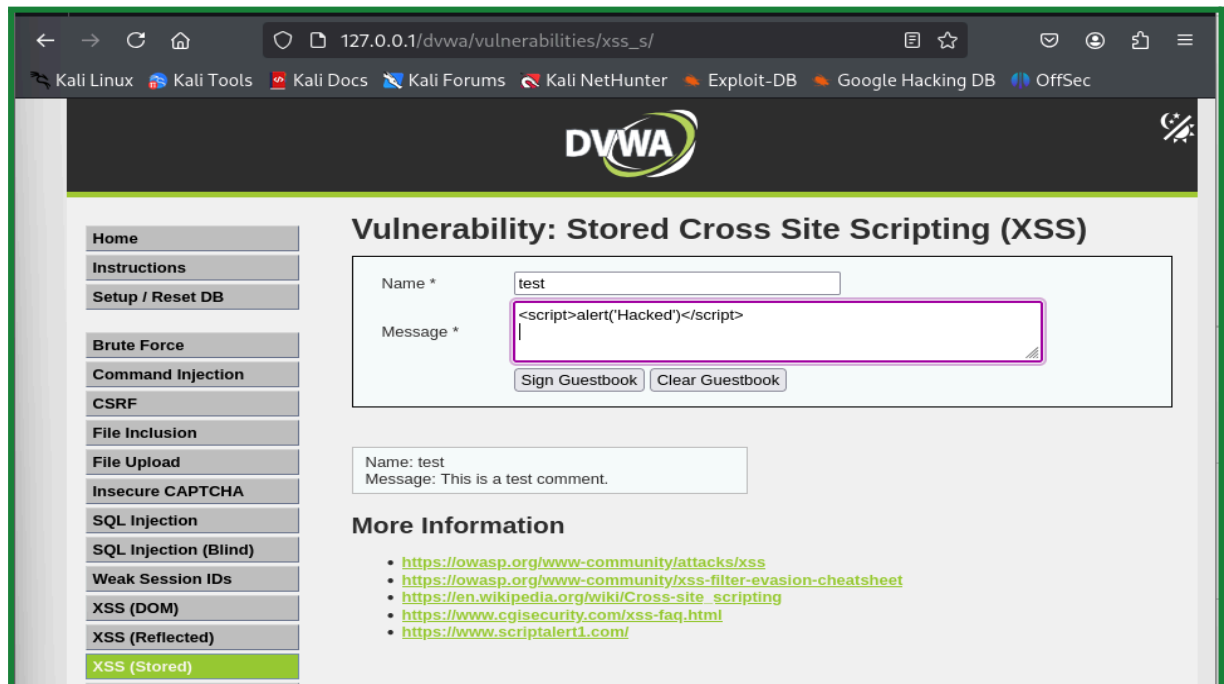 127.0.0.1/dvwa/vulnerabilities/xss_s/
Kali Linux Kali Tools Kali Docs Kali Forums Kali NetHunter Exploit-DB Google Hacking DB OffSec
DVWA
Vulnerability: Stored Cross Site Scripting (XSS)
Home
Instructions
Setup / Reset DB
Brute Force
Command Injection
CSRF
File Inclusion
File Upload
Insecure CAPTCHA
SQL Injection
SQL Injection (Blind)
Weak Session IDs
XSS (DOM)
XSS (Reflected)
XSS (Stored)
Name * test
Message * <script>alert('Hacked')</script>
Sign Guestbook Clear Guestbook
Name: test
Message: This is a test comment.
More Information
https://owasp.org/www-community/attacks/xss
https://owasp.org/www-community/xss-filter-evasion-cheatsheet
https://en.wikipedia.org/wiki/Cross-site_scripting
https://www.cgisecurity.com/xss-faq.html
https://www.scriptalert1.com/